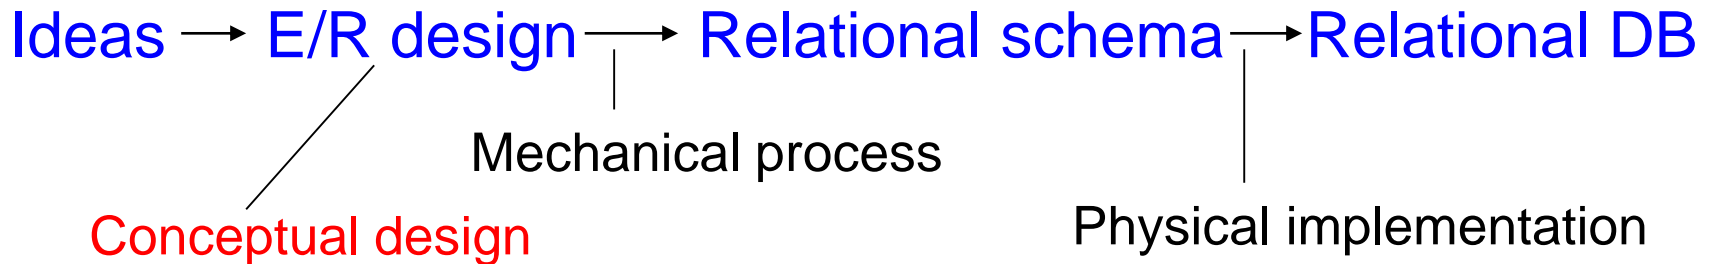 Ideas E/R design Relational schema Relational DB
Mechanical process
Conceptual design
Physical implementation